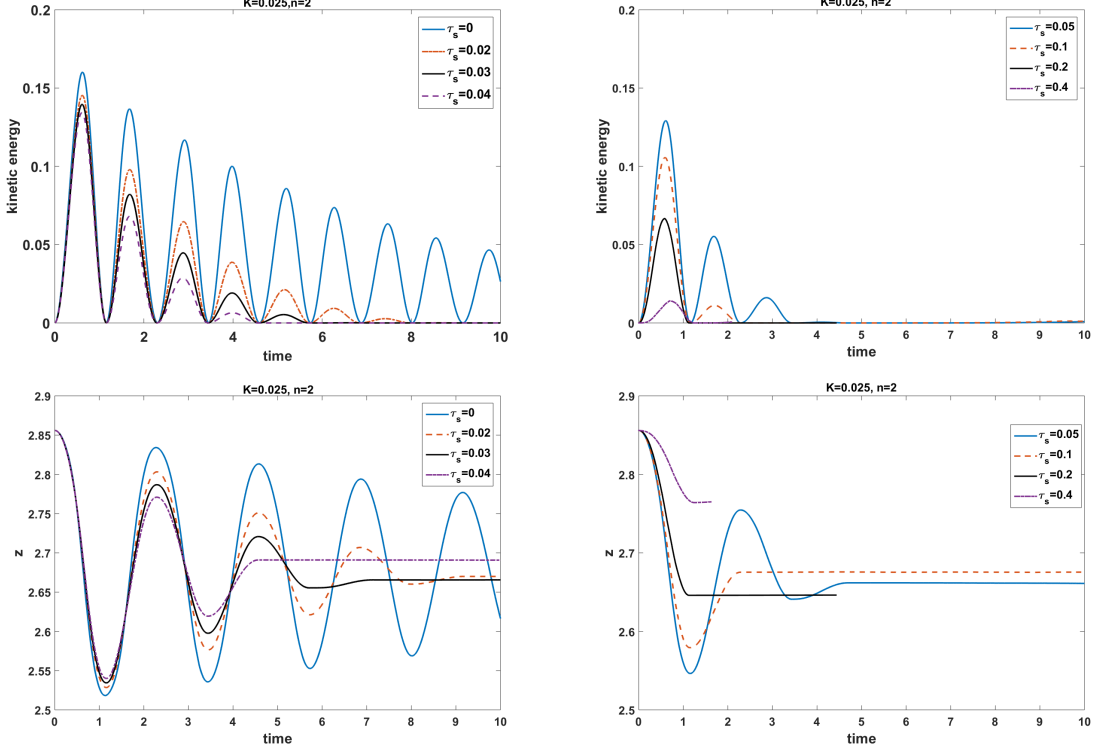 K=0.025,n=2
0.2
0.15
0.1
0.05
0
kinetic energy
τs=0
τs=0.02
τs=0.03
τs=0.04
0 1 2 3 4 5 6 7 8 9 10
time
K=0.025, n=2
0.2
0.15
0.1
0.05
0
kinetic energy
τs=0.05
τs=0.1
τs=0.2
τs=0.4
0 1 2 3 4 5 6 7 8 9 10
time
K=0.025, n=2
2.9
2.85
2.8
2.75
2.7
2.65
2.6
2.55
2.5
z
τs=0
τs=0.02
τs=0.03
τs=0.04
0 1 2 3 4 5 6 7 8 9 10
time
K=0.025, n=2
2.9
2.8
2.7
2.6
2.5
z
τs=0.05
τs=0.1
τs=0.2
τs=0.4
0 1 2 3 4 5 6 7 8 9 10
time